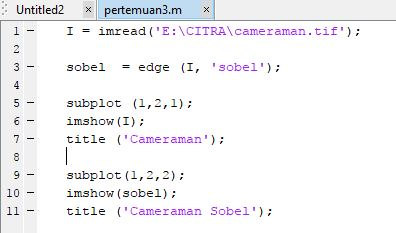 Untitled2 × pertemuan3.m ×
1 – I = imread('E:\CITRA\cameraman.tif');
2
3 – sobel  = edge (I, 'sobel');
4
5 – subplot (1,2,1);
6 – imshow(I);
7 – title ('Cameraman');
8
9 – subplot(1,2,2);
10 – imshow(sobel);
11 – title ('Cameraman Sobel');